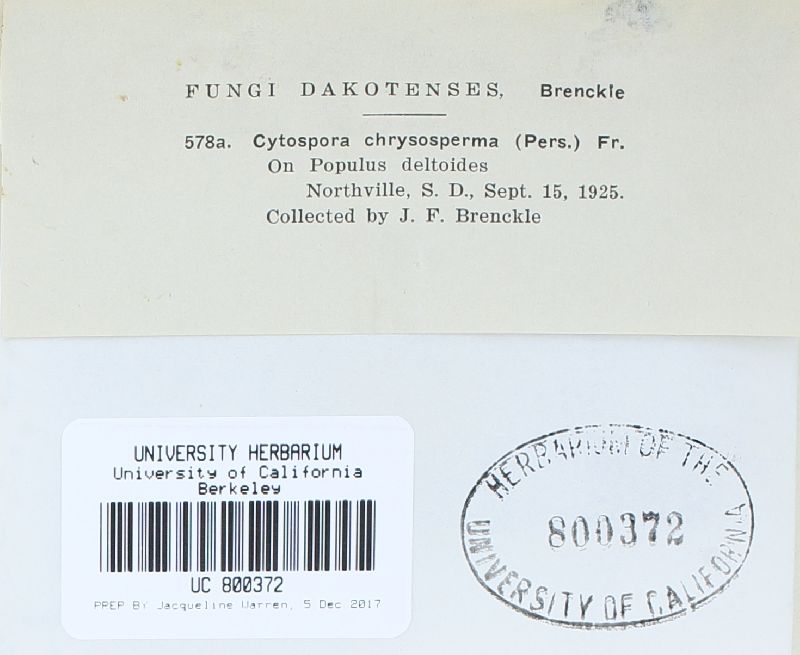 FUNGI DAKOTENSES, Brenckle
578a. Cytospora chrysosperma (Pers.) Fr.
On Populus deltoides
Northville, S. D., Sept. 15, 1925.
Collected by J. F. Brenckle
UNIVERSITY HERBARIUM
University of California
Berkeley
UC 800372
PREP BY Jacqueline Warren, 5 Dec 2017
HERBARIUM OF THE
800372
UNIVERSITY OF CALIFORNIA